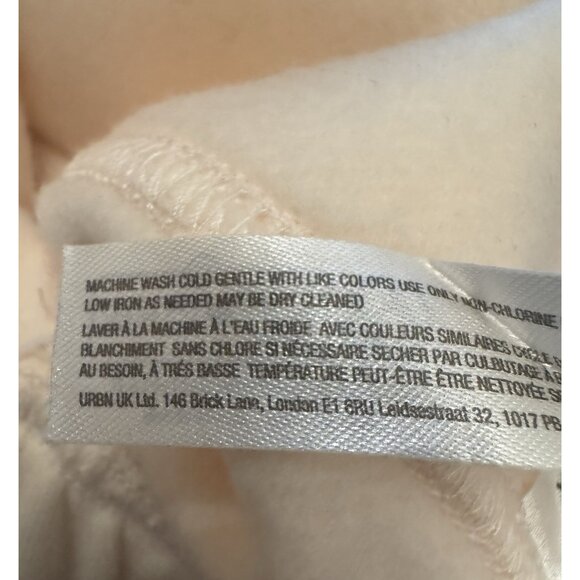 MACHINE WASH COLD GENTLE WITH LIKE COLORS USE ONLY NON-CHLORINE
LOW IRON AS NEEDED MAY BE DRY CLEANED
LAVER À LA MACHINE À L'EAU FROIDE AVEC COULEURS SIMILAIRES CYCLE
BLANCHIMENT SANS CHLORE SI NÉCESSAIRE SECHER PAR CULBUTAGE À
AU BESOIN, À TRÈS BASSE TEMPÉRATURE PEUT-ÊTRE ÊTRE NETTOYÉE
URBN UK Ltd. 146 Brick Lane, London E1 6RU Leidsestraat 32, 1017 PB